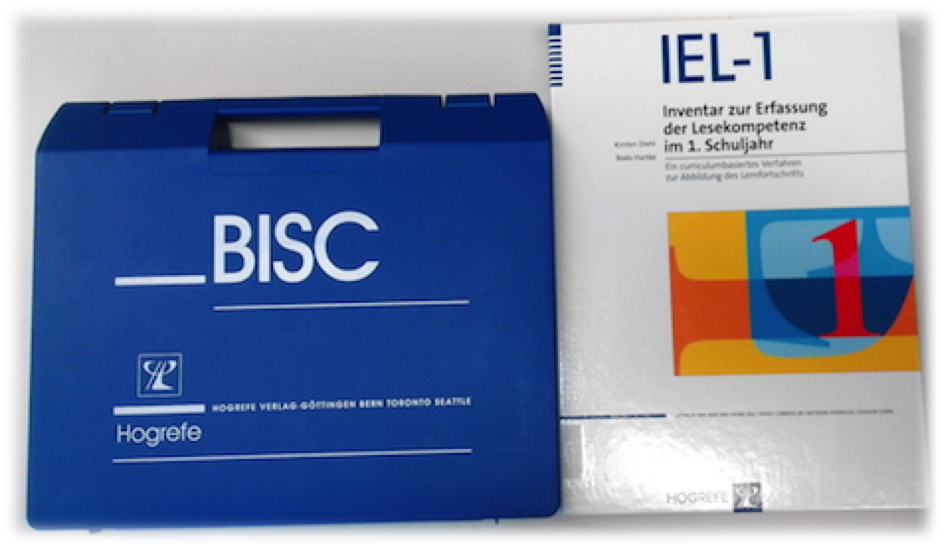 BISC
HOGREFE VERLAG·GÖTTINGEN BERN TORONTO SEATTLE
Hogrefe
IEL-1
Inventar zur Erfassung
der Lesekompetenz
im 1. Schuljahr
Kirsten Diehl
Bodo Hartke
Ein curriculumbasiertes Verfahren
zur Abbildung des Lernfortschritts
1
HOGREFE